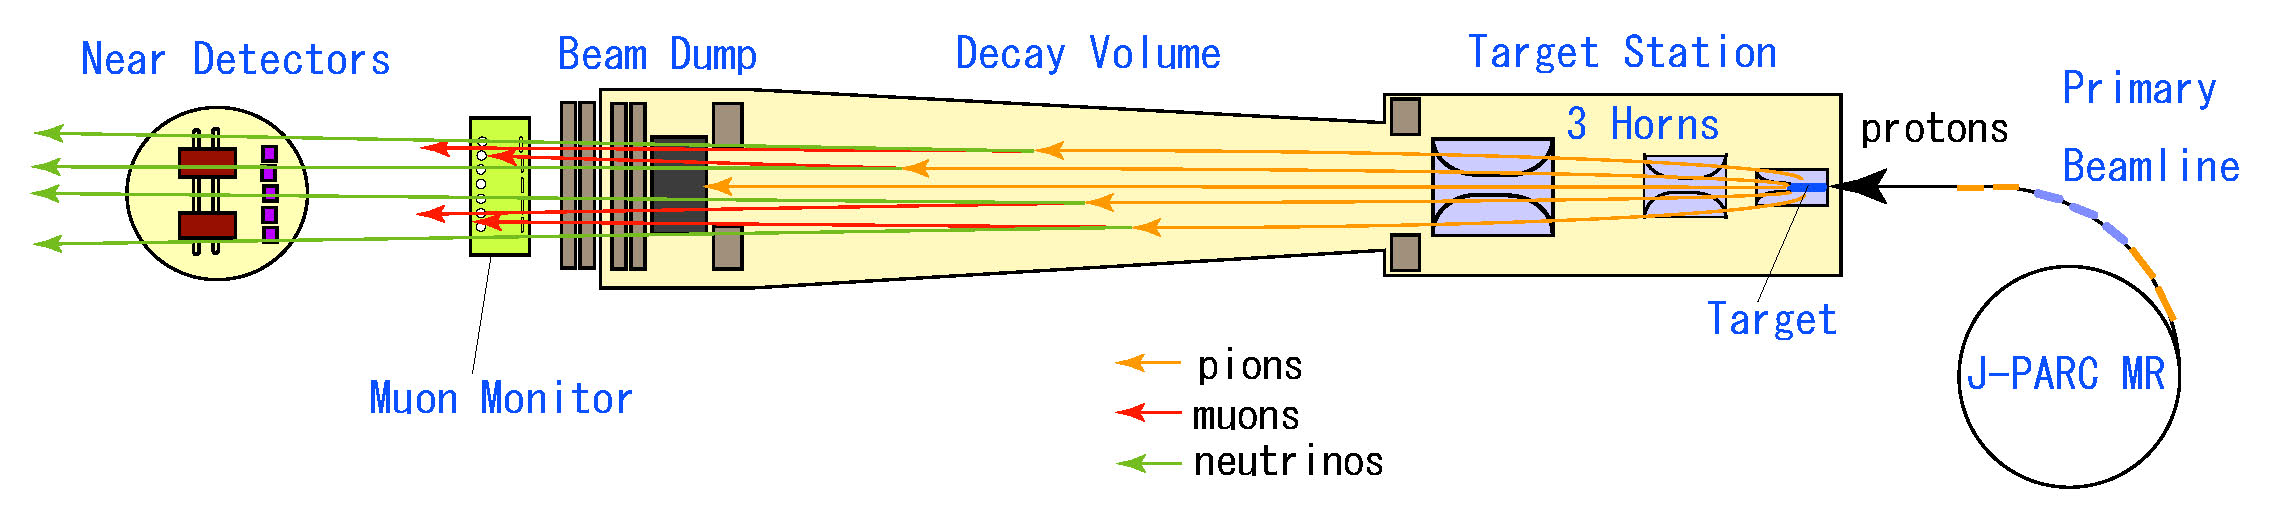 Near Detectors
Beam Dump
Decay Volume
Target Station
3 Horns
protons
Primary
Beamline
Target
J-PARC MR
Muon Monitor
pions
muons
neutrinos